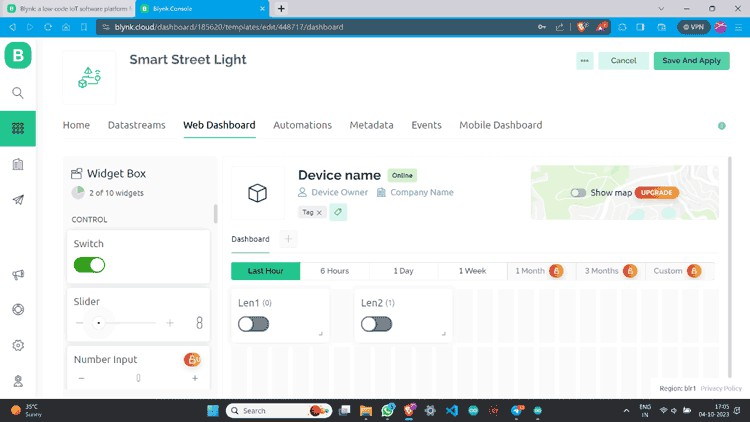 Blynk: a low-code IoT software platform
Blynk.Console
blynk.cloud/dashboard/185620/templates/edit/448717/dashboard
VPN
B
Smart Street Light
Cancel
Save And Apply
Home
Datastreams
Web Dashboard
Automations
Metadata
Events
Mobile Dashboard
Widget Box
2 of 10 widgets
CONTROL
Switch
Slider
Number Input
Device name
Online
Device Owner
Company Name
Tag
Show map
UPGRADE
Dashboard
Last Hour
6 Hours
1 Day
1 Week
1 Month
3 Months
Custom
Len1 (0)
Len2 (1)
Region: blr1
Privacy Policy
35°C
Sunny
Search
ENG
IN
17:05
04-10-2023